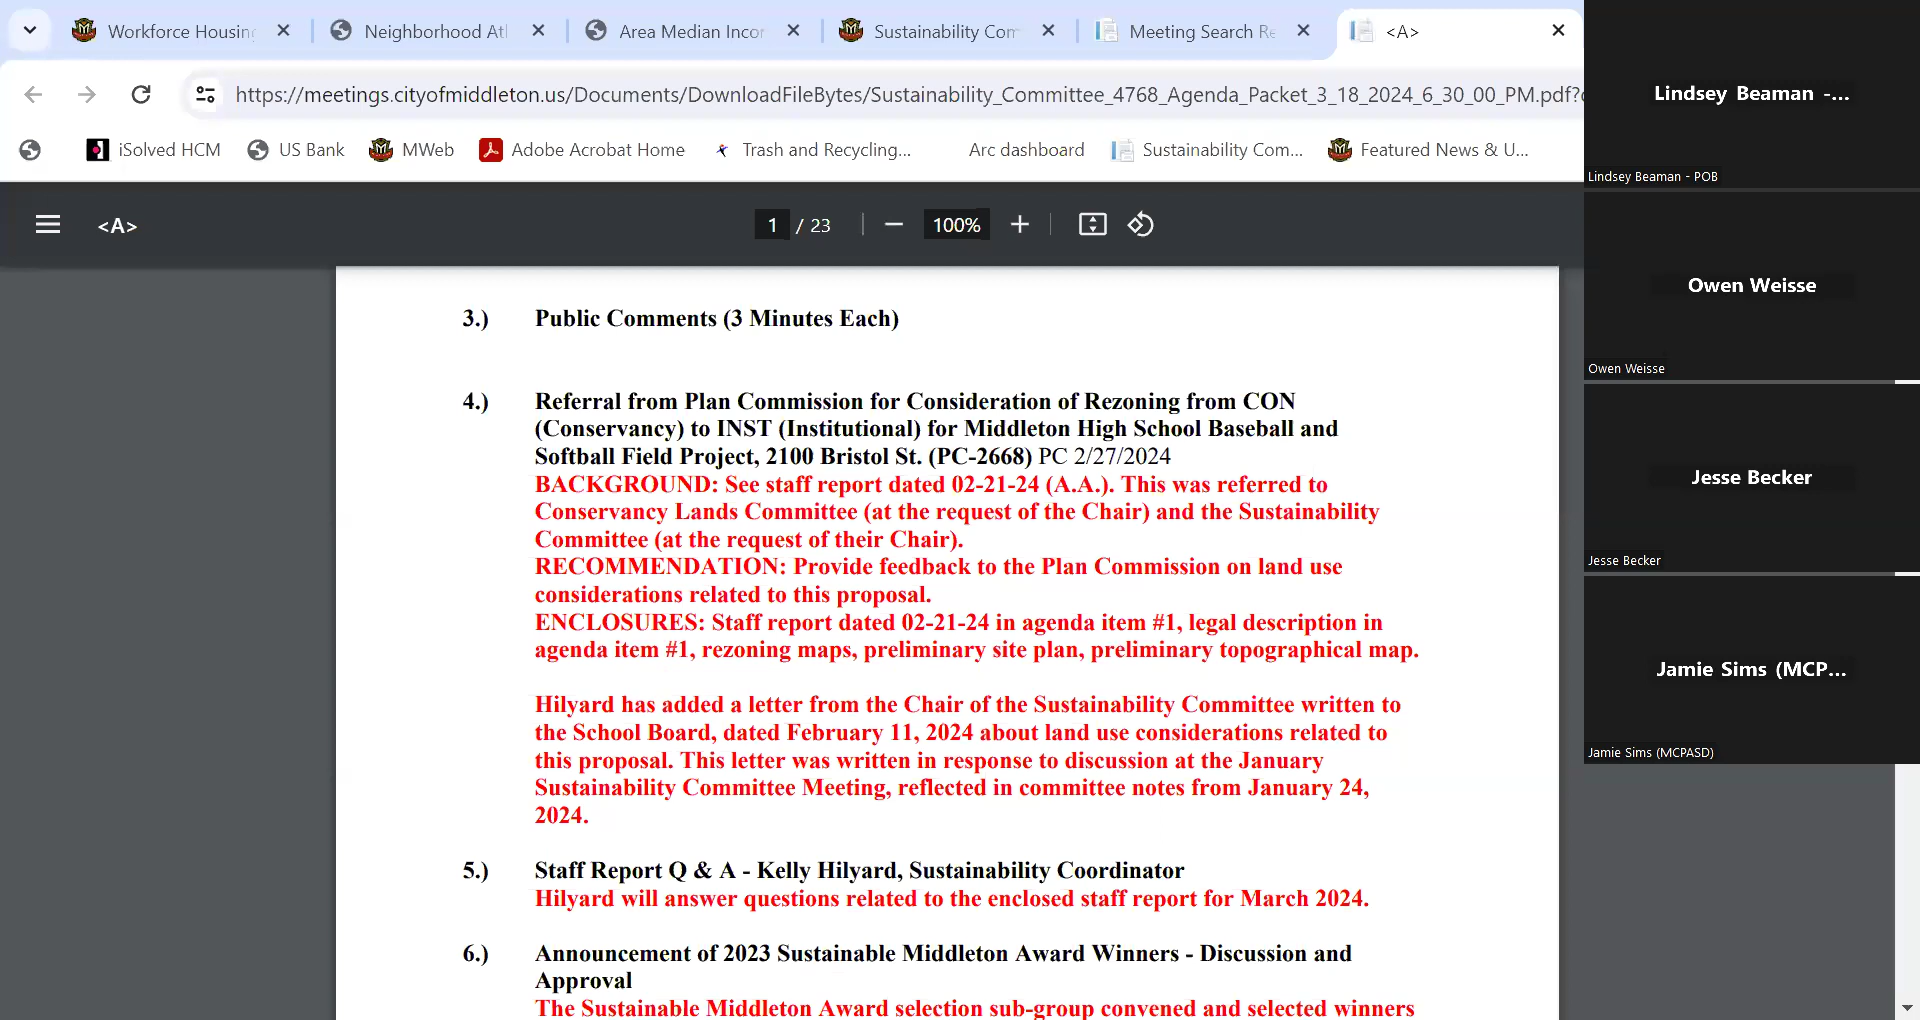 Workforce Housing
Neighborhood At
Area Median Incor
Sustainability Com
Meeting Search Re
<A>
https://meetings.cityofmiddleton.us/Documents/DownloadFileBytes/Sustainability_Committee_4768_Agenda_Packet_3_18_2024_6_30_00_PM.pdf?
iSolved HCM
US Bank
MWeb
Adobe Acrobat Home
Trash and Recycling...
Arc dashboard
Sustainability Com...
Featured News & U...
<A>
1 / 23
100%
3.) Public Comments (3 Minutes Each)
4.) Referral from Plan Commission for Consideration of Rezoning from CON
(Conservancy) to INST (Institutional) for Middleton High School Baseball and
Softball Field Project, 2100 Bristol St. (PC-2668) PC 2/27/2024
BACKGROUND: See staff report dated 02-21-24 (A.A.). This was referred to
Conservancy Lands Committee (at the request of the Chair) and the Sustainability
Committee (at the request of their Chair).
RECOMMENDATION: Provide feedback to the Plan Commission on land use
considerations related to this proposal.
ENCLOSURES: Staff report dated 02-21-24 in agenda item #1, legal description in
agenda item #1, rezoning maps, preliminary site plan, preliminary topographical map.
Hilyard has added a letter from the Chair of the Sustainability Committee written to
the School Board, dated February 11, 2024 about land use considerations related to
this proposal. This letter was written in response to discussion at the January
Sustainability Committee Meeting, reflected in committee notes from January 24,
2024.
5.) Staff Report Q & A - Kelly Hilyard, Sustainability Coordinator
Hilyard will answer questions related to the enclosed staff report for March 2024.
6.) Announcement of 2023 Sustainable Middleton Award Winners - Discussion and
Approval
The Sustainable Middleton Award selection sub-group convened and selected winners
Lindsey Beaman -...
Lindsey Beaman - POB
Owen Weisse
Owen Weisse
Jesse Becker
Jesse Becker
Jamie Sims (MCP...
Jamie Sims (MCPASD)